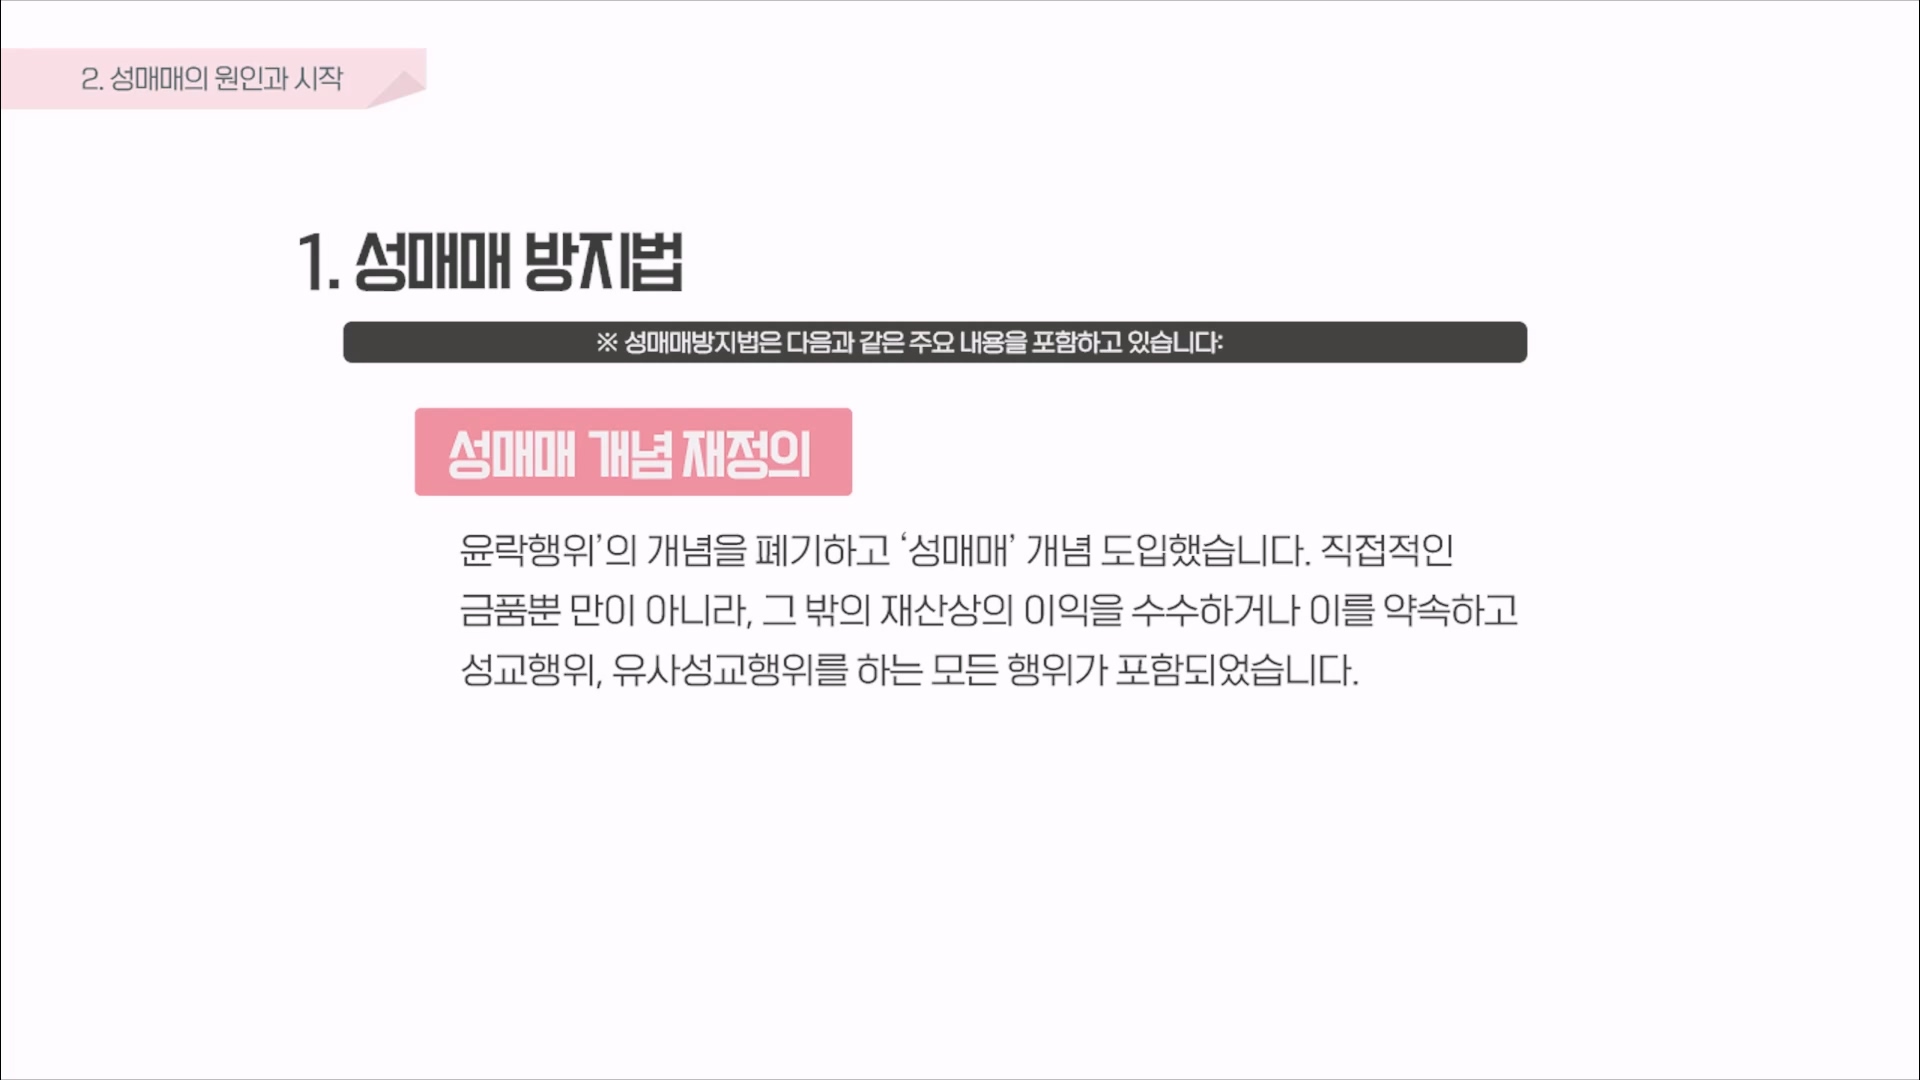 2. 성매매의 원인과 시작
1. 성매매 방지법
※ 성매매방지법은 다음과 같은 주요 내용을 포함하고 있습니다:
성매매 개념 재정의
윤락행위’의 개념을 폐기하고 ‘성매매’ 개념 도입했습니다. 직접적인
금품뿐 만이 아니라, 그 밖의 재산상의 이익을 수수하거나 이를 약속하고
성교행위, 유사성교행위를 하는 모든 행위가 포함되었습니다.